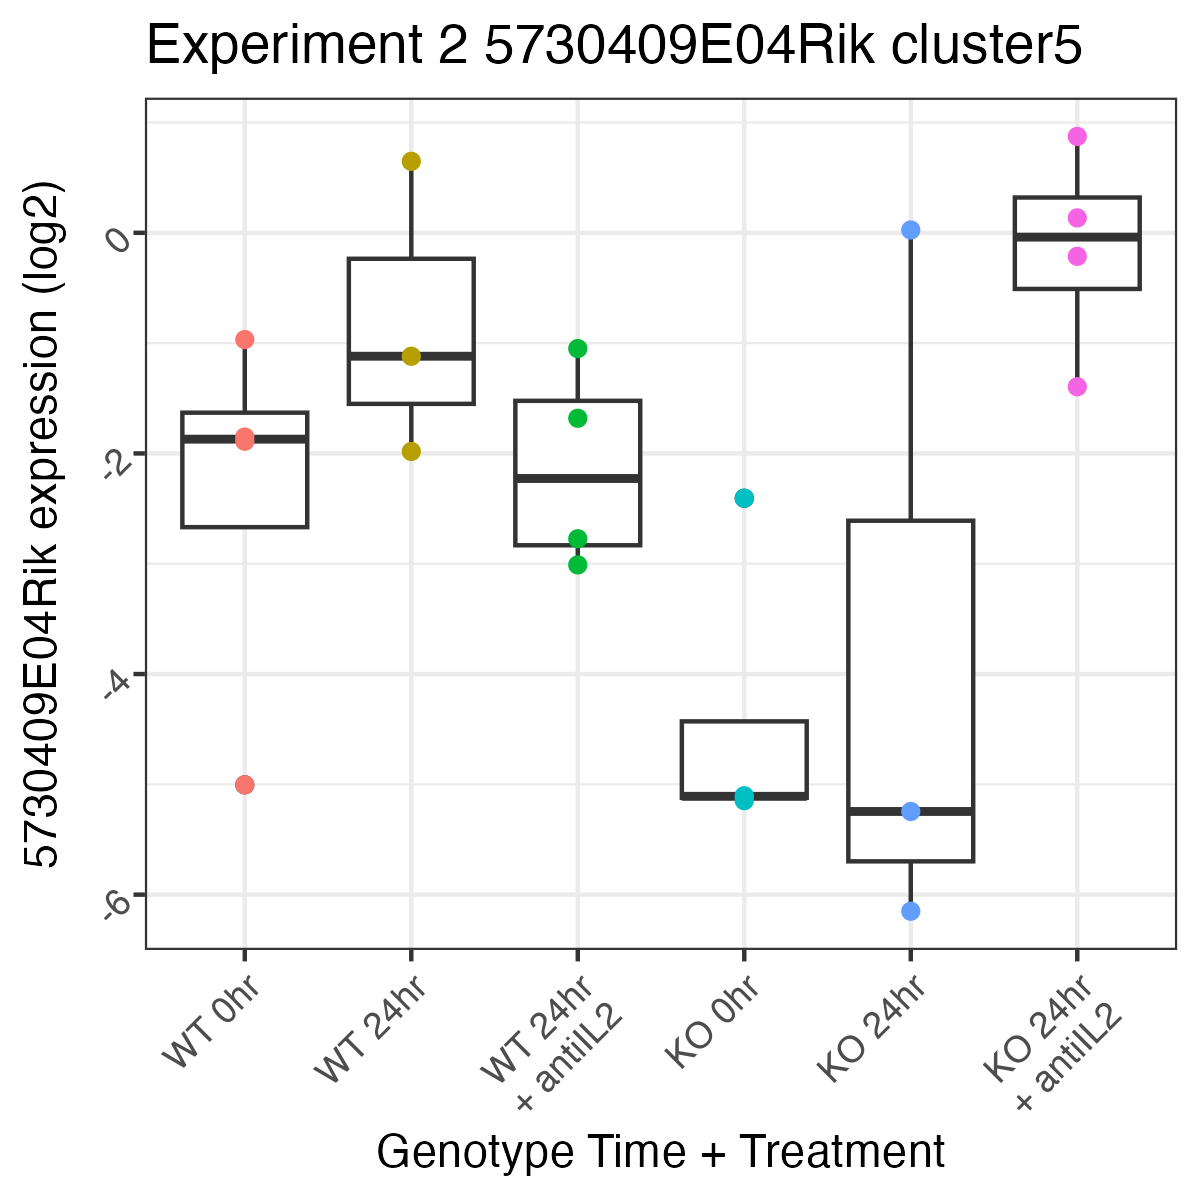 Experiment 2 5730409E04Rik cluster5
5730409E04Rik expression (log2)
0
-2
-4
-6
WT 0hr
WT 24hr
WT 24hr
+ antiIL2
KO 0hr
KO 24hr
KO 24hr
+ antiIL2
Genotype Time + Treatment